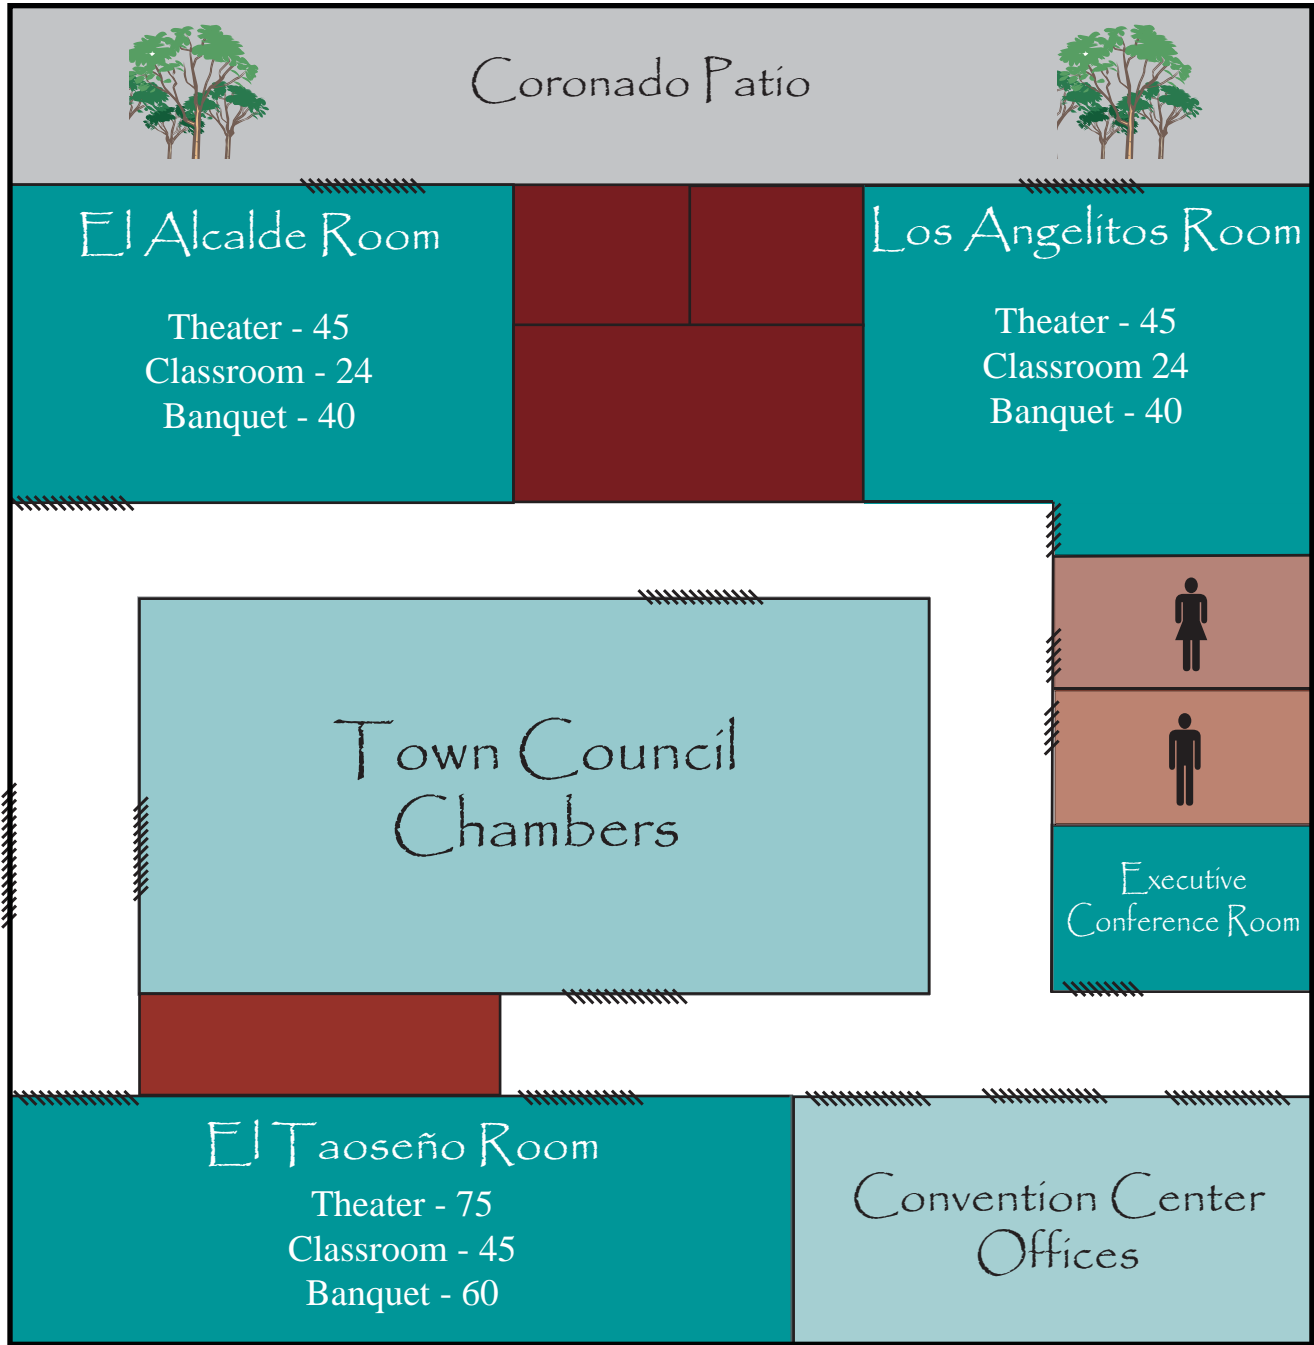 Coronado Patio
El Alcalde Room
Theater - 45
Classroom - 24
Banquet - 40
Los Angelitos Room
Theater - 45
Classroom 24
Banquet - 40
Town Council
Chambers
Executive
Conference Room
El Taoseño Room
Theater - 75
Classroom - 45
Banquet - 60
Convention Center
Offices